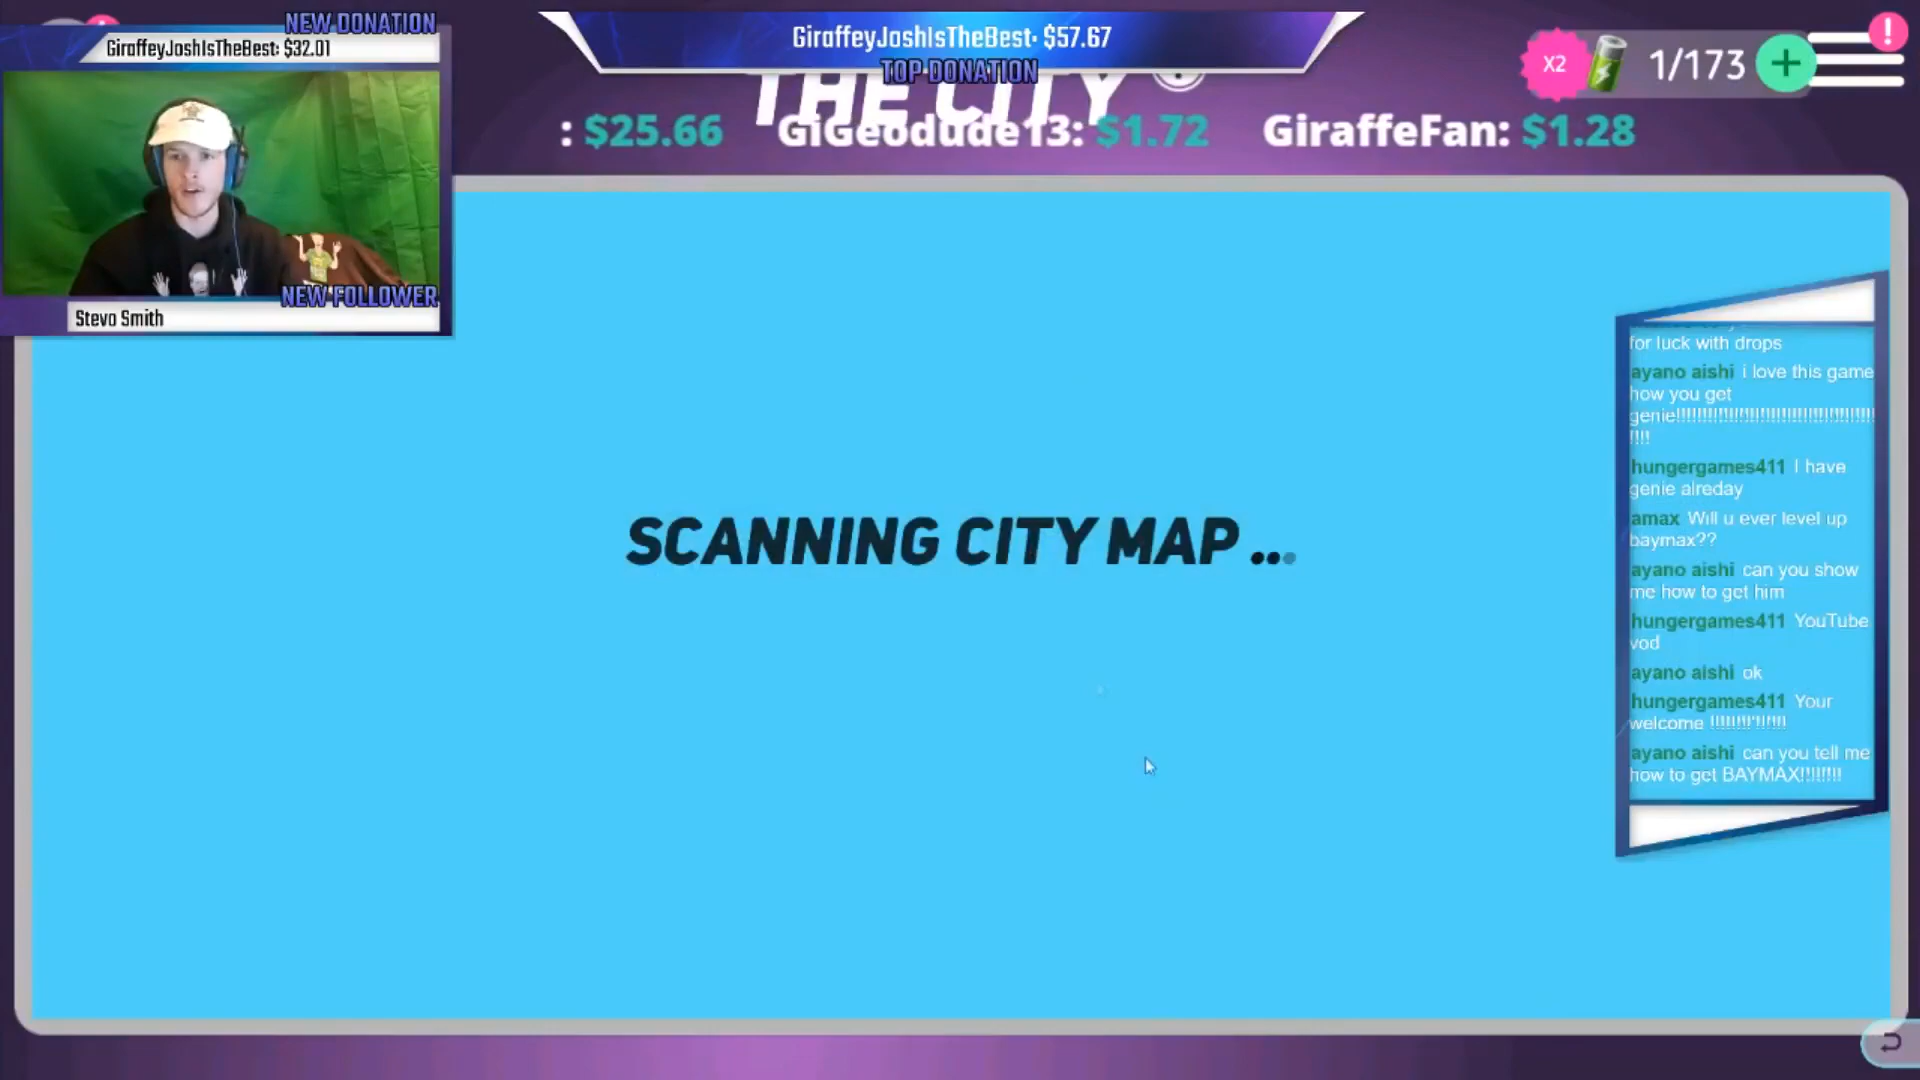 NEW DONATION
GiraffeyJoshIsTheBest: $32.01
GiraffeyJoshIsTheBest: $57.67
TOP DONATION
THE CITY
X2
1/173
: $25.66 GiGeodude13: $1.72 GiraffeFan: $1.28
NEW FOLLOWER
Stevo Smith
SCANNING CITY MAP ...
for luck with drops
ayano aishi i love this game
how you get
genie!!!!!!!!!!!!!!!!!!!!!!!!!!!!!!!!!!!!!!!!
!!!!
hungergames411 I have
genie alreday
amax Will u ever level up
baymax??
ayano aishi can you show
me how to get him
hungergames411 YouTube
vod
ayano aishi ok
hungergames411 Your
welcome !!!!!!!!'!!!!!!
ayano aishi can you tell me
how to get BAYMAX!!!!!!!!